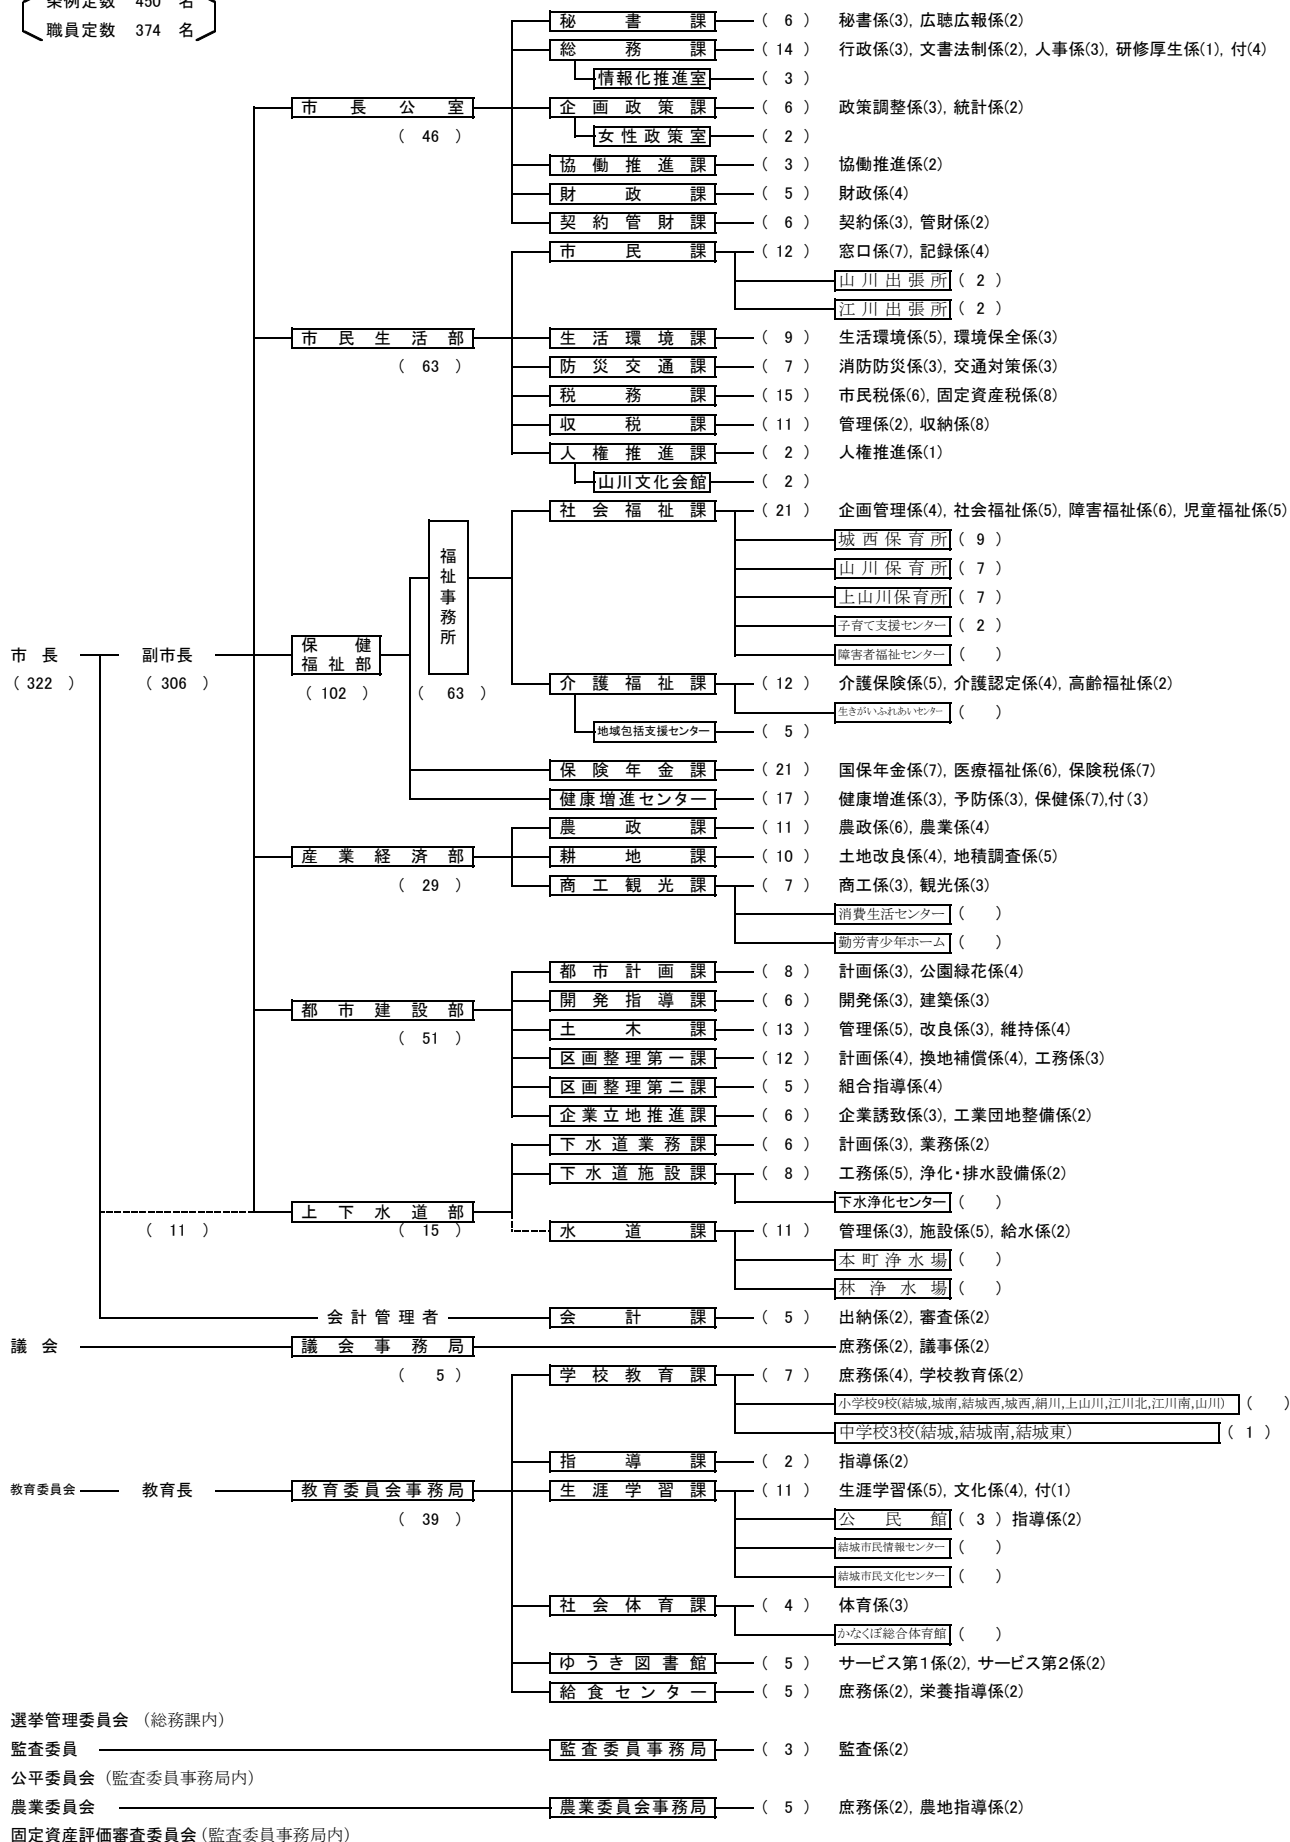 条例定数 450 名
職員定数 374 名
秘書課 ( 6 ) 秘書係(3), 広聴広報係(2)
総務課 ( 14 ) 行政係(3), 文書法制係(2), 人事係(3), 研修厚生係(1), 付(4)
情報化推進室 ( 3 )
市長公室 企画政策課 ( 6 ) 政策調整係(3), 統計係(2)
( 46 ) 女性政策室 ( 2 )
協働推進課 ( 3 ) 協働推進係(2)
財政課 ( 5 ) 財政係(4)
契約管財課 ( 6 ) 契約係(3), 管財係(2)
市民課 ( 12 ) 窓口係(7), 記録係(4)
山川出張所 ( 2 )
江川出張所 ( 2 )
市民生活部 生活環境課 ( 9 ) 生活環境係(5), 環境保全係(3)
( 63 ) 防災交通課 ( 7 ) 消防防災係(3), 交通対策係(3)
税務課 ( 15 ) 市民税係(6), 固定資産税係(8)
収税課 ( 11 ) 管理係(2), 収納係(8)
人権推進課 ( 2 ) 人権推進係(1)
山川文化会館 ( 2 )
社会福祉課 ( 21 ) 企画管理係(4), 社会福祉係(5), 障害福祉係(6), 児童福祉係(5)
城西保育所 ( 9 )
福祉事務所 山川保育所 ( 7 )
上山川保育所 ( 7 )
子育て支援センター ( 2 )
市長 副市長 保健福祉部 障害者福祉センター ( )
( 322 ) ( 306 ) ( 102 ) ( 63 ) 介護福祉課 ( 12 ) 介護保険係(5), 介護認定係(4), 高齢福祉係(2)
生きがいふれあいセンター ( )
地域包括支援センター ( 5 )
保険年金課 ( 21 ) 国保年金係(7), 医療福祉係(6), 保険税係(7)
健康増進センター ( 17 ) 健康増進係(3), 予防係(3), 保健係(7),付(3)
農政課 ( 11 ) 農政係(6), 農業係(4)
産業経済部 耕地課 ( 10 ) 土地改良係(4), 地積調査係(5)
( 29 ) 商工観光課 ( 7 ) 商工係(3), 観光係(3)
消費生活センター ( )
勤労青少年ホーム ( )
都市計画課 ( 8 ) 計画係(3), 公園緑花係(4)
都市建設部 開発指導課 ( 6 ) 開発係(3), 建築係(3)
( 51 ) 土木課 ( 13 ) 管理係(5), 改良係(3), 維持係(4)
区画整理第一課 ( 12 ) 計画係(4), 換地補償係(4), 工務係(3)
区画整理第二課 ( 5 ) 組合指導係(4)
企業立地推進課 ( 6 ) 企業誘致係(3), 工業団地整備係(2)
下水道業務課 ( 6 ) 計画係(3), 業務係(2)
下水道施設課 ( 8 ) 工務係(5), 浄化・排水設備係(2)
上下水道部 下水浄化センター ( )
( 11 ) ( 15 ) 水道課 ( 11 ) 管理係(3), 施設係(5), 給水係(2)
本町浄水場 ( )
林浄水場 ( )
会計管理者 会計課 ( 5 ) 出納係(2), 審査係(2)
議会 議会事務局 庶務係(2), 議事係(2)
( 5 ) 学校教育課 ( 7 ) 庶務係(4), 学校教育係(2)
小学校9校(結城,城南,結城西,城西,絹川,上山川,江川北,江川南,山川) ( )
中学校3校(結城,結城南,結城東) ( 1 )
指導課 ( 2 ) 指導係(2)
教育委員会 教育長 教育委員会事務局 生涯学習課 ( 11 ) 生涯学習係(5), 文化係(4), 付(1)
( 39 ) 公民館 ( 3 ) 指導係(2)
結城市民情報センター ( )
結城市民文化センター ( )
社会体育課 ( 4 ) 体育係(3)
かなくぼ総合体育館 ( )
ゆうき図書館 ( 5 ) サービス第1係(2), サービス第2係(2)
給食センター ( 5 ) 庶務係(2), 栄養指導係(2)
選挙管理委員会 (総務課内)
監査委員 監査委員事務局 ( 3 ) 監査係(2)
公平委員会 (監査委員事務局内)
農業委員会 農業委員会事務局 ( 5 ) 庶務係(2), 農地指導係(2)
固定資産評価審査委員会 (監査委員事務局内)